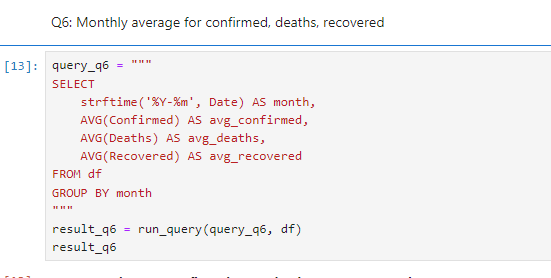 Q6: Monthly average for confirmed, deaths, recovered
[13]: query_q6 = """
SELECT
    strftime('%Y-%m', Date) AS month,
    AVG(Confirmed) AS avg_confirmed,
    AVG(Deaths) AS avg_deaths,
    AVG(Recovered) AS avg_recovered
FROM df
GROUP BY month
"""
result_q6 = run_query(query_q6, df)
result_q6